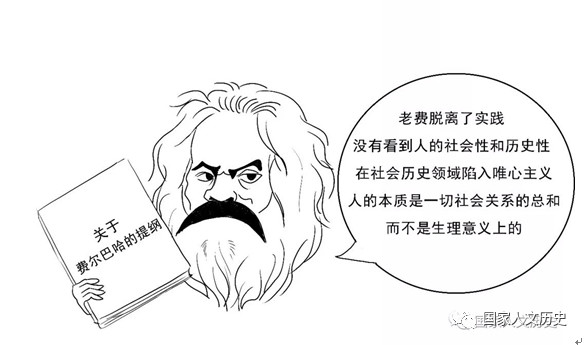 关于
费尔巴哈的提纲
老费脱离了实践
没有看到人的社会性和历史性
在社会历史领域陷入唯心主义
人的本质是一切社会关系的总和
而不是生理意义上的
国家人文历史